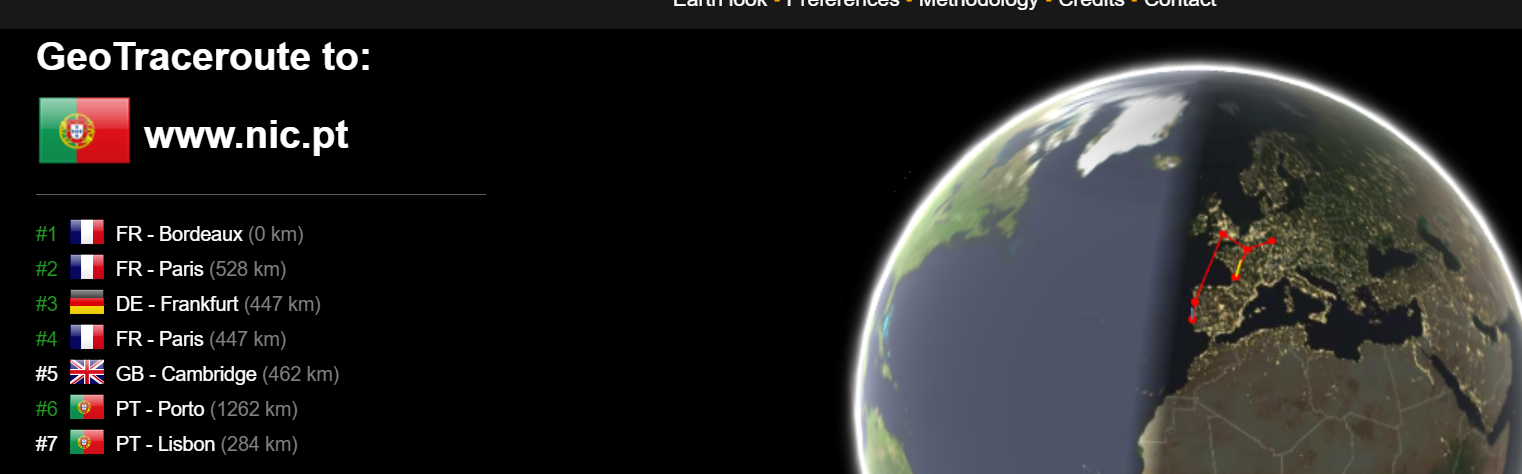 Earth look - Preferences - Methodology - Credits - Contact
GeoTraceroute to:
www.nic.pt
#1 FR - Bordeaux (0 km)
#2 FR - Paris (528 km)
#3 DE - Frankfurt (447 km)
#4 FR - Paris (447 km)
#5 GB - Cambridge (462 km)
#6 PT - Porto (1262 km)
#7 PT - Lisbon (284 km)